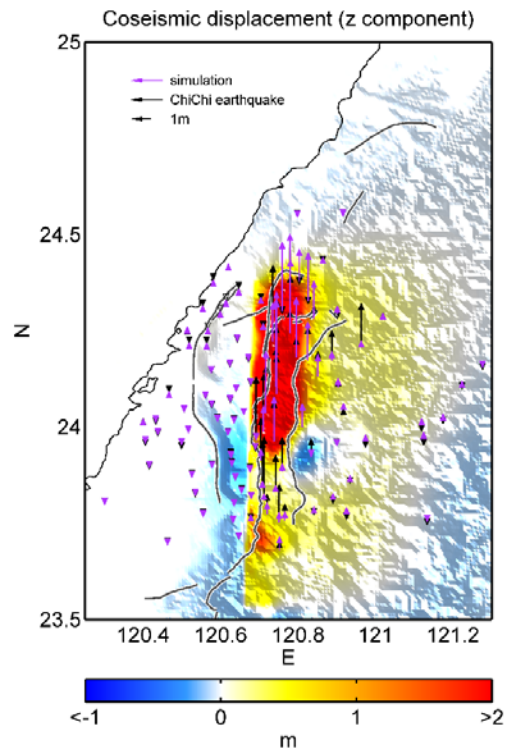 Coseismic displacement (z component)
25
simulation
ChiChi earthquake
1m
24.5
N
24
23.5
120.4 120.6 120.8 121 121.2
E
<-1 0 1 >2
m